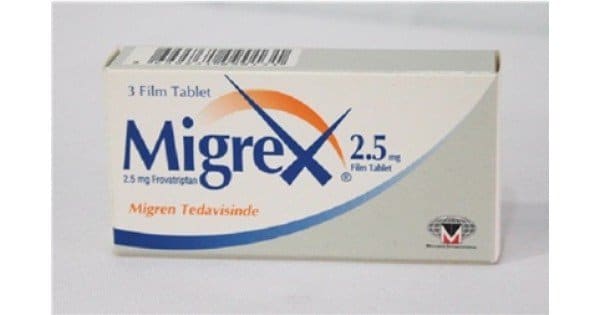 3 Film Tablet
Migrex®
2.5 mg
Film Tablet
2.5 mg Frovatriptan
Migren Tedavisinde